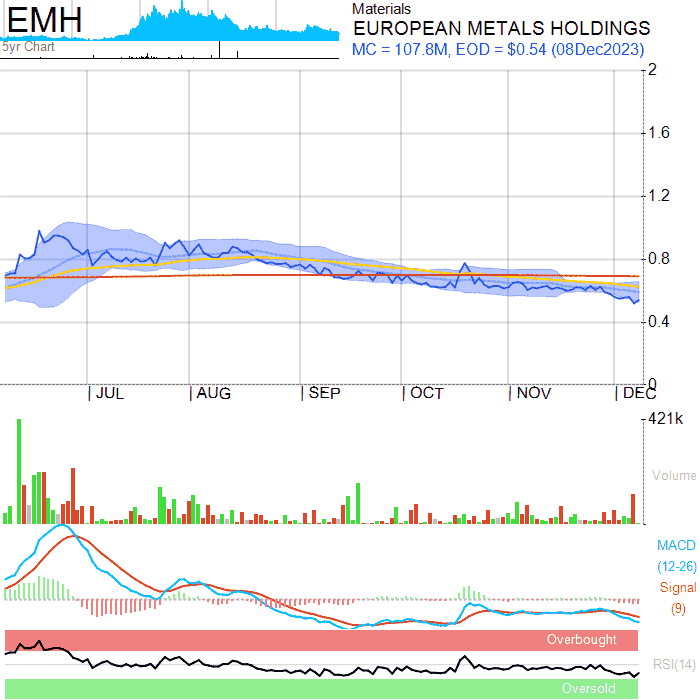 EMH
5yr Chart
Materials
EUROPEAN METALS HOLDINGS
MC = 107.8M, EOD = $0.54 (08Dec2023)
2
1.6
1.2
0.8
0.4
0
JUL AUG SEP OCT NOV DEC
421k
Volume
MACD
(12-26)
Signal
(9)
Overbought
RSI(14)
Oversold